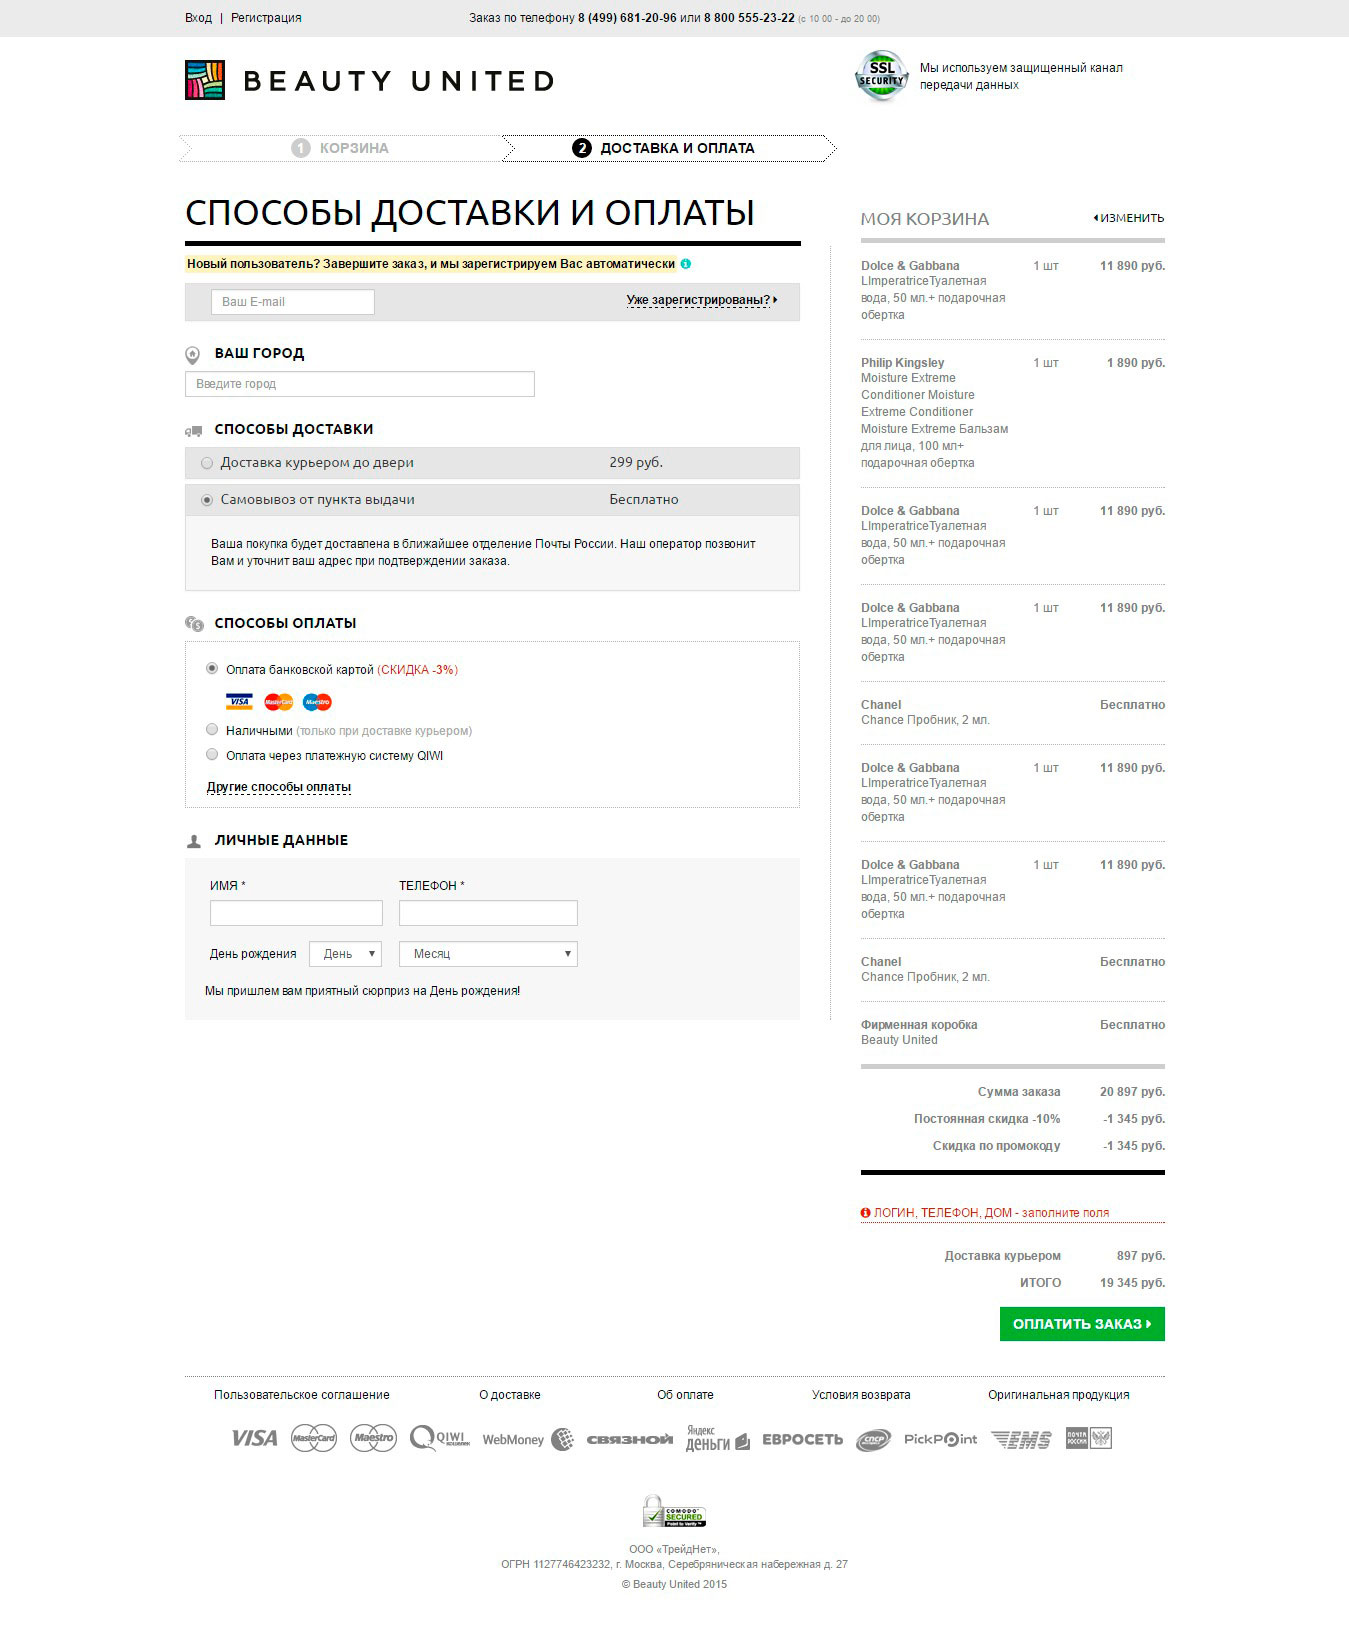 Вход | Регистрация
Заказ по телефону 8 (499) 681-20-96 или 8 800 555-23-22 (с 10 00 - до 20 00)
BEAUTY UNITED
SSL
SECURITY
Мы используем защищенный канал
передачи данных
1 КОРЗИНА
2 ДОСТАВКА И ОПЛАТА
СПОСОБЫ ДОСТАВКИ И ОПЛАТЫ
Новый пользователь? Завершите заказ, и мы зарегистрируем Вас автоматически
Ваш E-mail
Уже зарегистрированы?
ВАШ ГОРОД
Введите город
СПОСОБЫ ДОСТАВКИ
Доставка курьером до двери 299 руб.
Самовывоз от пункта выдачи Бесплатно
Ваша покупка будет доставлена в ближайшее отделение Почты России. Наш оператор позвонит
Вам и уточнит ваш адрес при подтверждении заказа.
СПОСОБЫ ОПЛАТЫ
Оплата банковской картой (СКИДКА -3%)
VISA MasterCard Maestro
Наличными (только при доставке курьером)
Оплата через платежную систему QIWI
Другие способы оплаты
ЛИЧНЫЕ ДАННЫЕ
ИМЯ * ТЕЛЕФОН *
День рождения День Месяц
Мы пришлем вам приятный сюрприз на День рождения!
МОЯ КОРЗИНА ИЗМЕНИТЬ
Dolce & Gabbana 1 шт 11 890 руб.
LImperatriceТуалетная
вода, 50 мл.+ подарочная
обертка
Philip Kingsley 1 шт 1 890 руб.
Moisture Extreme
Conditioner Moisture
Extreme Conditioner
Moisture Extreme Бальзам
для лица, 100 мл+
подарочная обертка
Dolce & Gabbana 1 шт 11 890 руб.
LImperatriceТуалетная
вода, 50 мл.+ подарочная
обертка
Dolce & Gabbana 1 шт 11 890 руб.
LImperatriceТуалетная
вода, 50 мл.+ подарочная
обертка
Chanel Бесплатно
Chance Пробник, 2 мл.
Dolce & Gabbana 1 шт 11 890 руб.
LImperatriceТуалетная
вода, 50 мл.+ подарочная
обертка
Dolce & Gabbana 1 шт 11 890 руб.
LImperatriceТуалетная
вода, 50 мл.+ подарочная
обертка
Chanel Бесплатно
Chance Пробник, 2 мл.
Фирменная коробка Бесплатно
Beauty United
Сумма заказа 20 897 руб.
Постоянная скидка -10% -1 345 руб.
Скидка по промокоду -1 345 руб.
ЛОГИН, ТЕЛЕФОН, ДОМ - заполните поля
Доставка курьером 897 руб.
ИТОГО 19 345 руб.
ОПЛАТИТЬ ЗАКАЗ
Пользовательское соглашение О доставке Об оплате Условия возврата Оригинальная продукция
VISA MasterCard Maestro QIWI кошелек WebMoney СВЯЗНОЙ Яндекс деньги ЕВРОСЕТЬ СПСР PickPoint EMS ПОЧТА РОССИИ
COMODO
SECURED
ООО «ТрейдНет»,
ОГРН 1127746423232, г. Москва, Серебряническая набережная д. 27
© Beauty United 2015